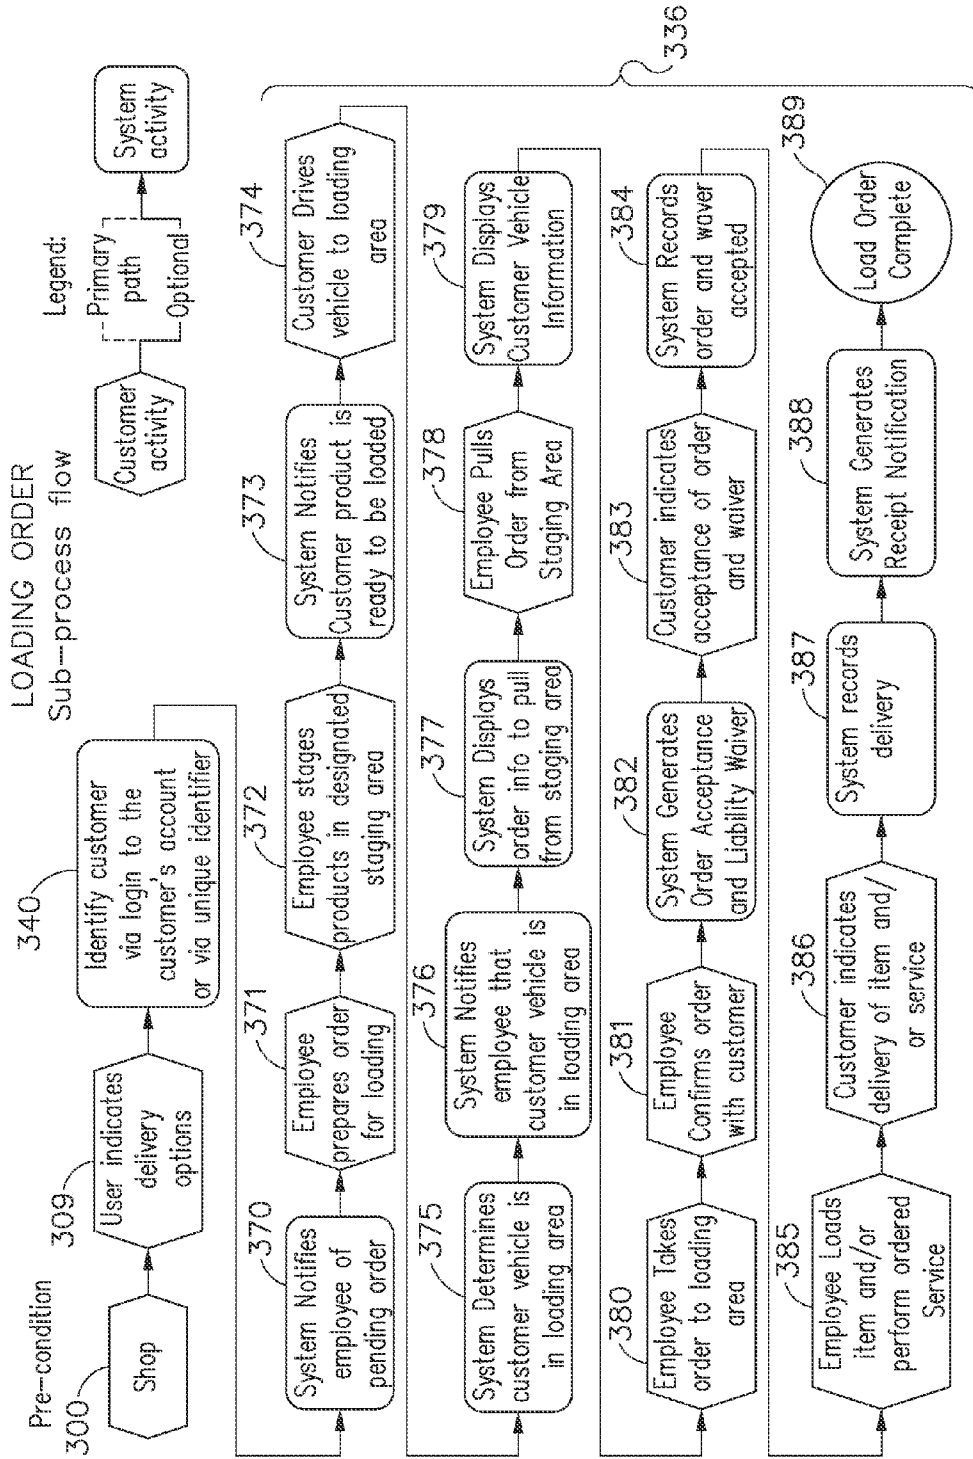 LOADING ORDER
Sub-process flow
Legend:
Customer
activity
Primary
path
Optional
System
activity
Pre-condition
300
Shop
309
User indicates
delivery
options
340
Identify customer
via login to the
customer's account
or via unique identifier
370
System Notifies
employee of
pending order
371
Employee
prepares order
for loading
372
Employee stages
products in designated
staging area
373
System Notifies
Customer product is
ready to be loaded
374
Customer Drives
vehicle to loading
area
336
375
System Determines
customer vehicle is
in loading area
376
System Notifies
employee that
customer vehicle is
in loading area
377
System Displays
order info to pull
from staging area
378
Employee Pulls
Order from
Staging Area
379
System Displays
Customer Vehicle
Information
380
Employee Takes
order to loading
area
381
Employee
Confirms order
with customer
382
System Generates
Order Acceptance
and Liability Waiver
383
Customer indicates
acceptance of order
and waiver
384
System Records
order and waver
accepted
385
Employee Loads
item and/or
perform ordered
Service
386
Customer indicates
delivery of item and/
or service
387
System records
delivery
388
System Generates
Receipt Notification
389
Load Order
Complete